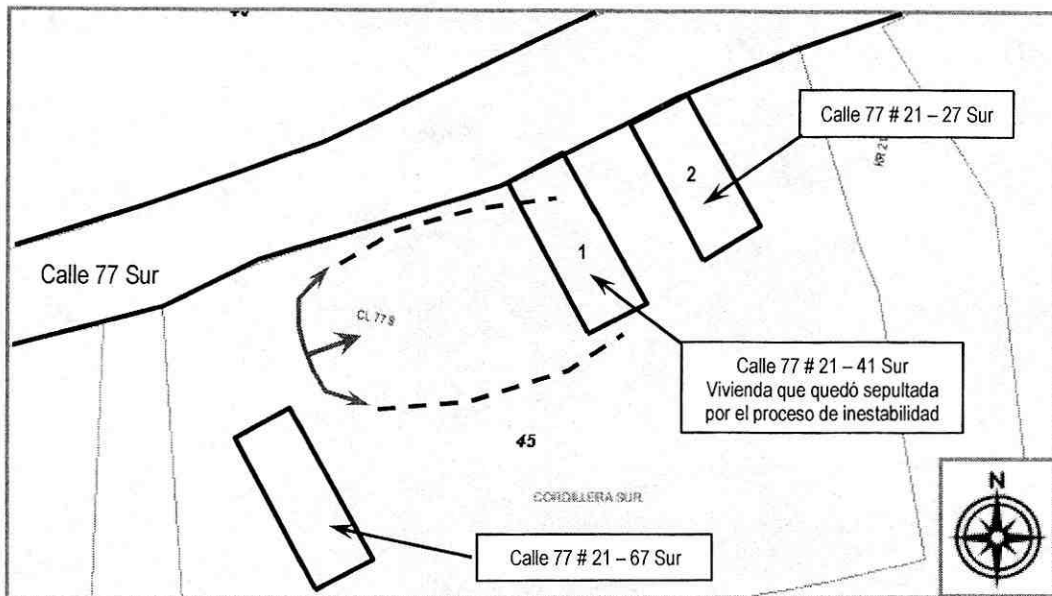 Calle 77 # 21 – 27 Sur
2
1
Calle 77 Sur
CL 77 S
Calle 77 # 21 – 41 Sur
Vivienda que quedó sepultada
por el proceso de inestabilidad
45
CORDILLERA SUR
N
Calle 77 # 21 – 67 Sur